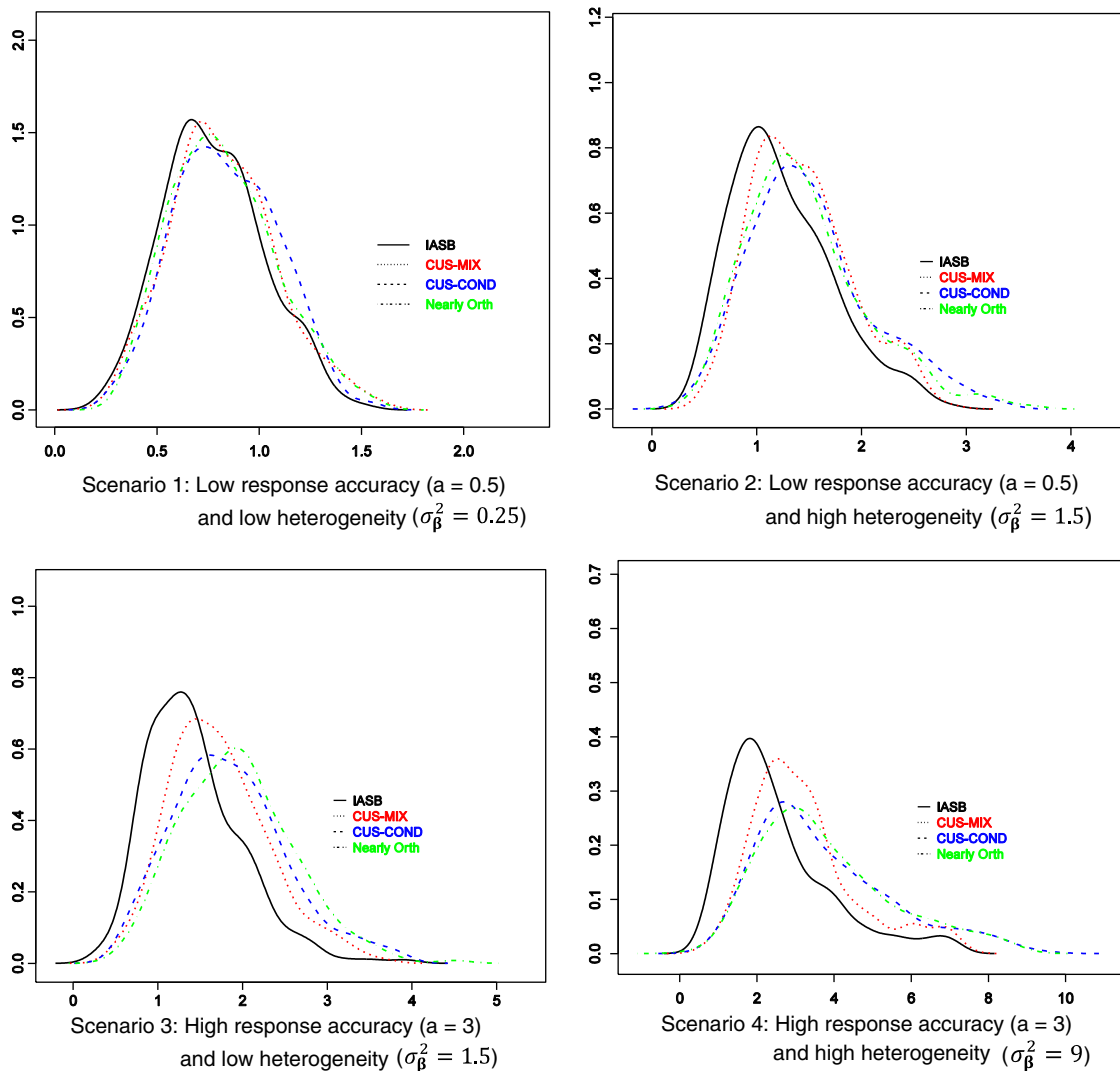 2.0
1.5
1.0
0.5
0.0
IASB
CUS-MIX
CUS-COND
Nearly Orth
0.0 0.5 1.0 1.5 2.0
Scenario 1: Low response accuracy (a = 0.5)
and low heterogeneity (σ²_β = 0.25)
1.2
1.0
0.8
0.6
0.4
0.2
0.0
IASB
CUS-MIX
CUS-COND
Nearly Orth
0 1 2 3 4
Scenario 2: Low response accuracy (a = 0.5)
and high heterogeneity (σ²_β = 1.5)
1.0
0.8
0.6
0.4
0.2
0.0
IASB
CUS-MIX
CUS-COND
Nearly Orth
0 1 2 3 4 5
Scenario 3: High response accuracy (a = 3)
and low heterogeneity (σ²_β = 1.5)
0.7
0.6
0.5
0.4
0.3
0.2
0.1
0.0
IASB
CUS-MIX
CUS-COND
Nearly Orth
0 2 4 6 8 10
Scenario 4: High response accuracy (a = 3)
and high heterogeneity (σ²_β = 9)